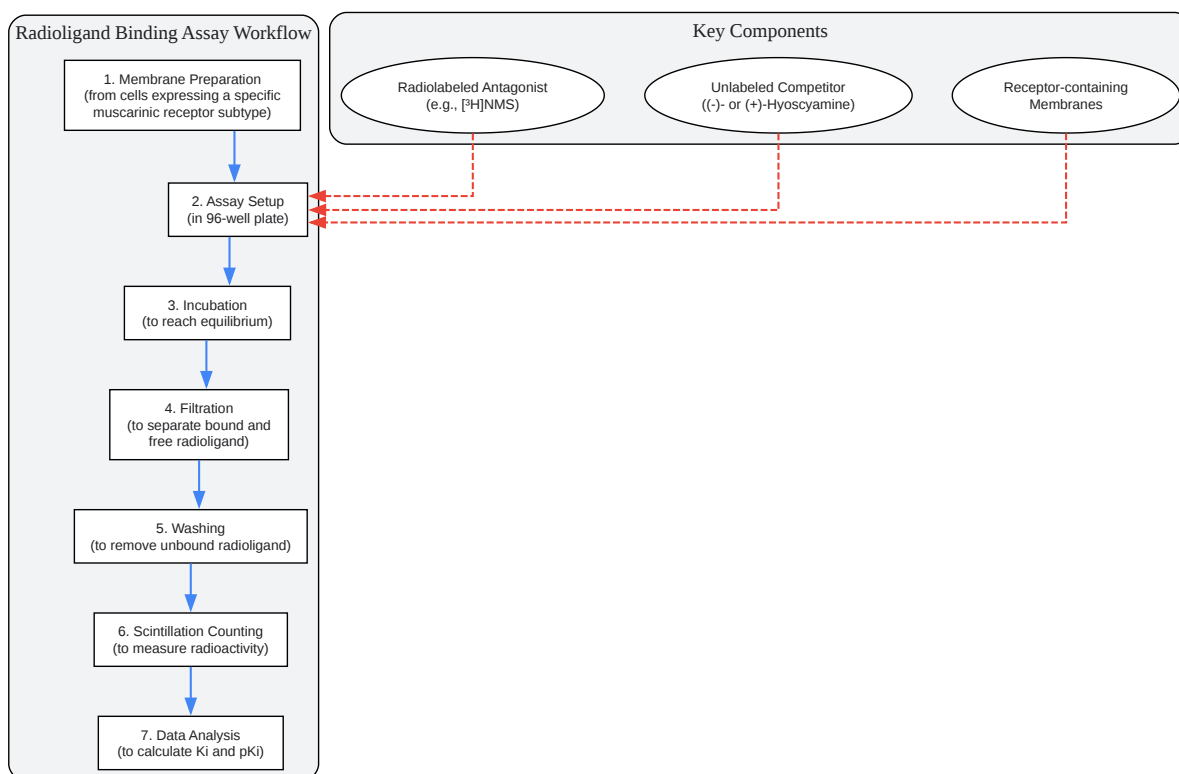 Radioligand Binding Assay Workflow
1. Membrane Preparation
(from cells expressing a specific
muscarinic receptor subtype)
2. Assay Setup
(in 96-well plate)
3. Incubation
(to reach equilibrium)
4. Filtration
(to separate bound and
free radioligand)
5. Washing
(to remove unbound radioligand)
6. Scintillation Counting
(to measure radioactivity)
7. Data Analysis
(to calculate Ki and pKi)
Key Components
Radiolabeled Antagonist
(e.g., [³H]NMS)
Unlabeled Competitor
((-)- or (+)-Hyoscyamine)
Receptor-containing
Membranes